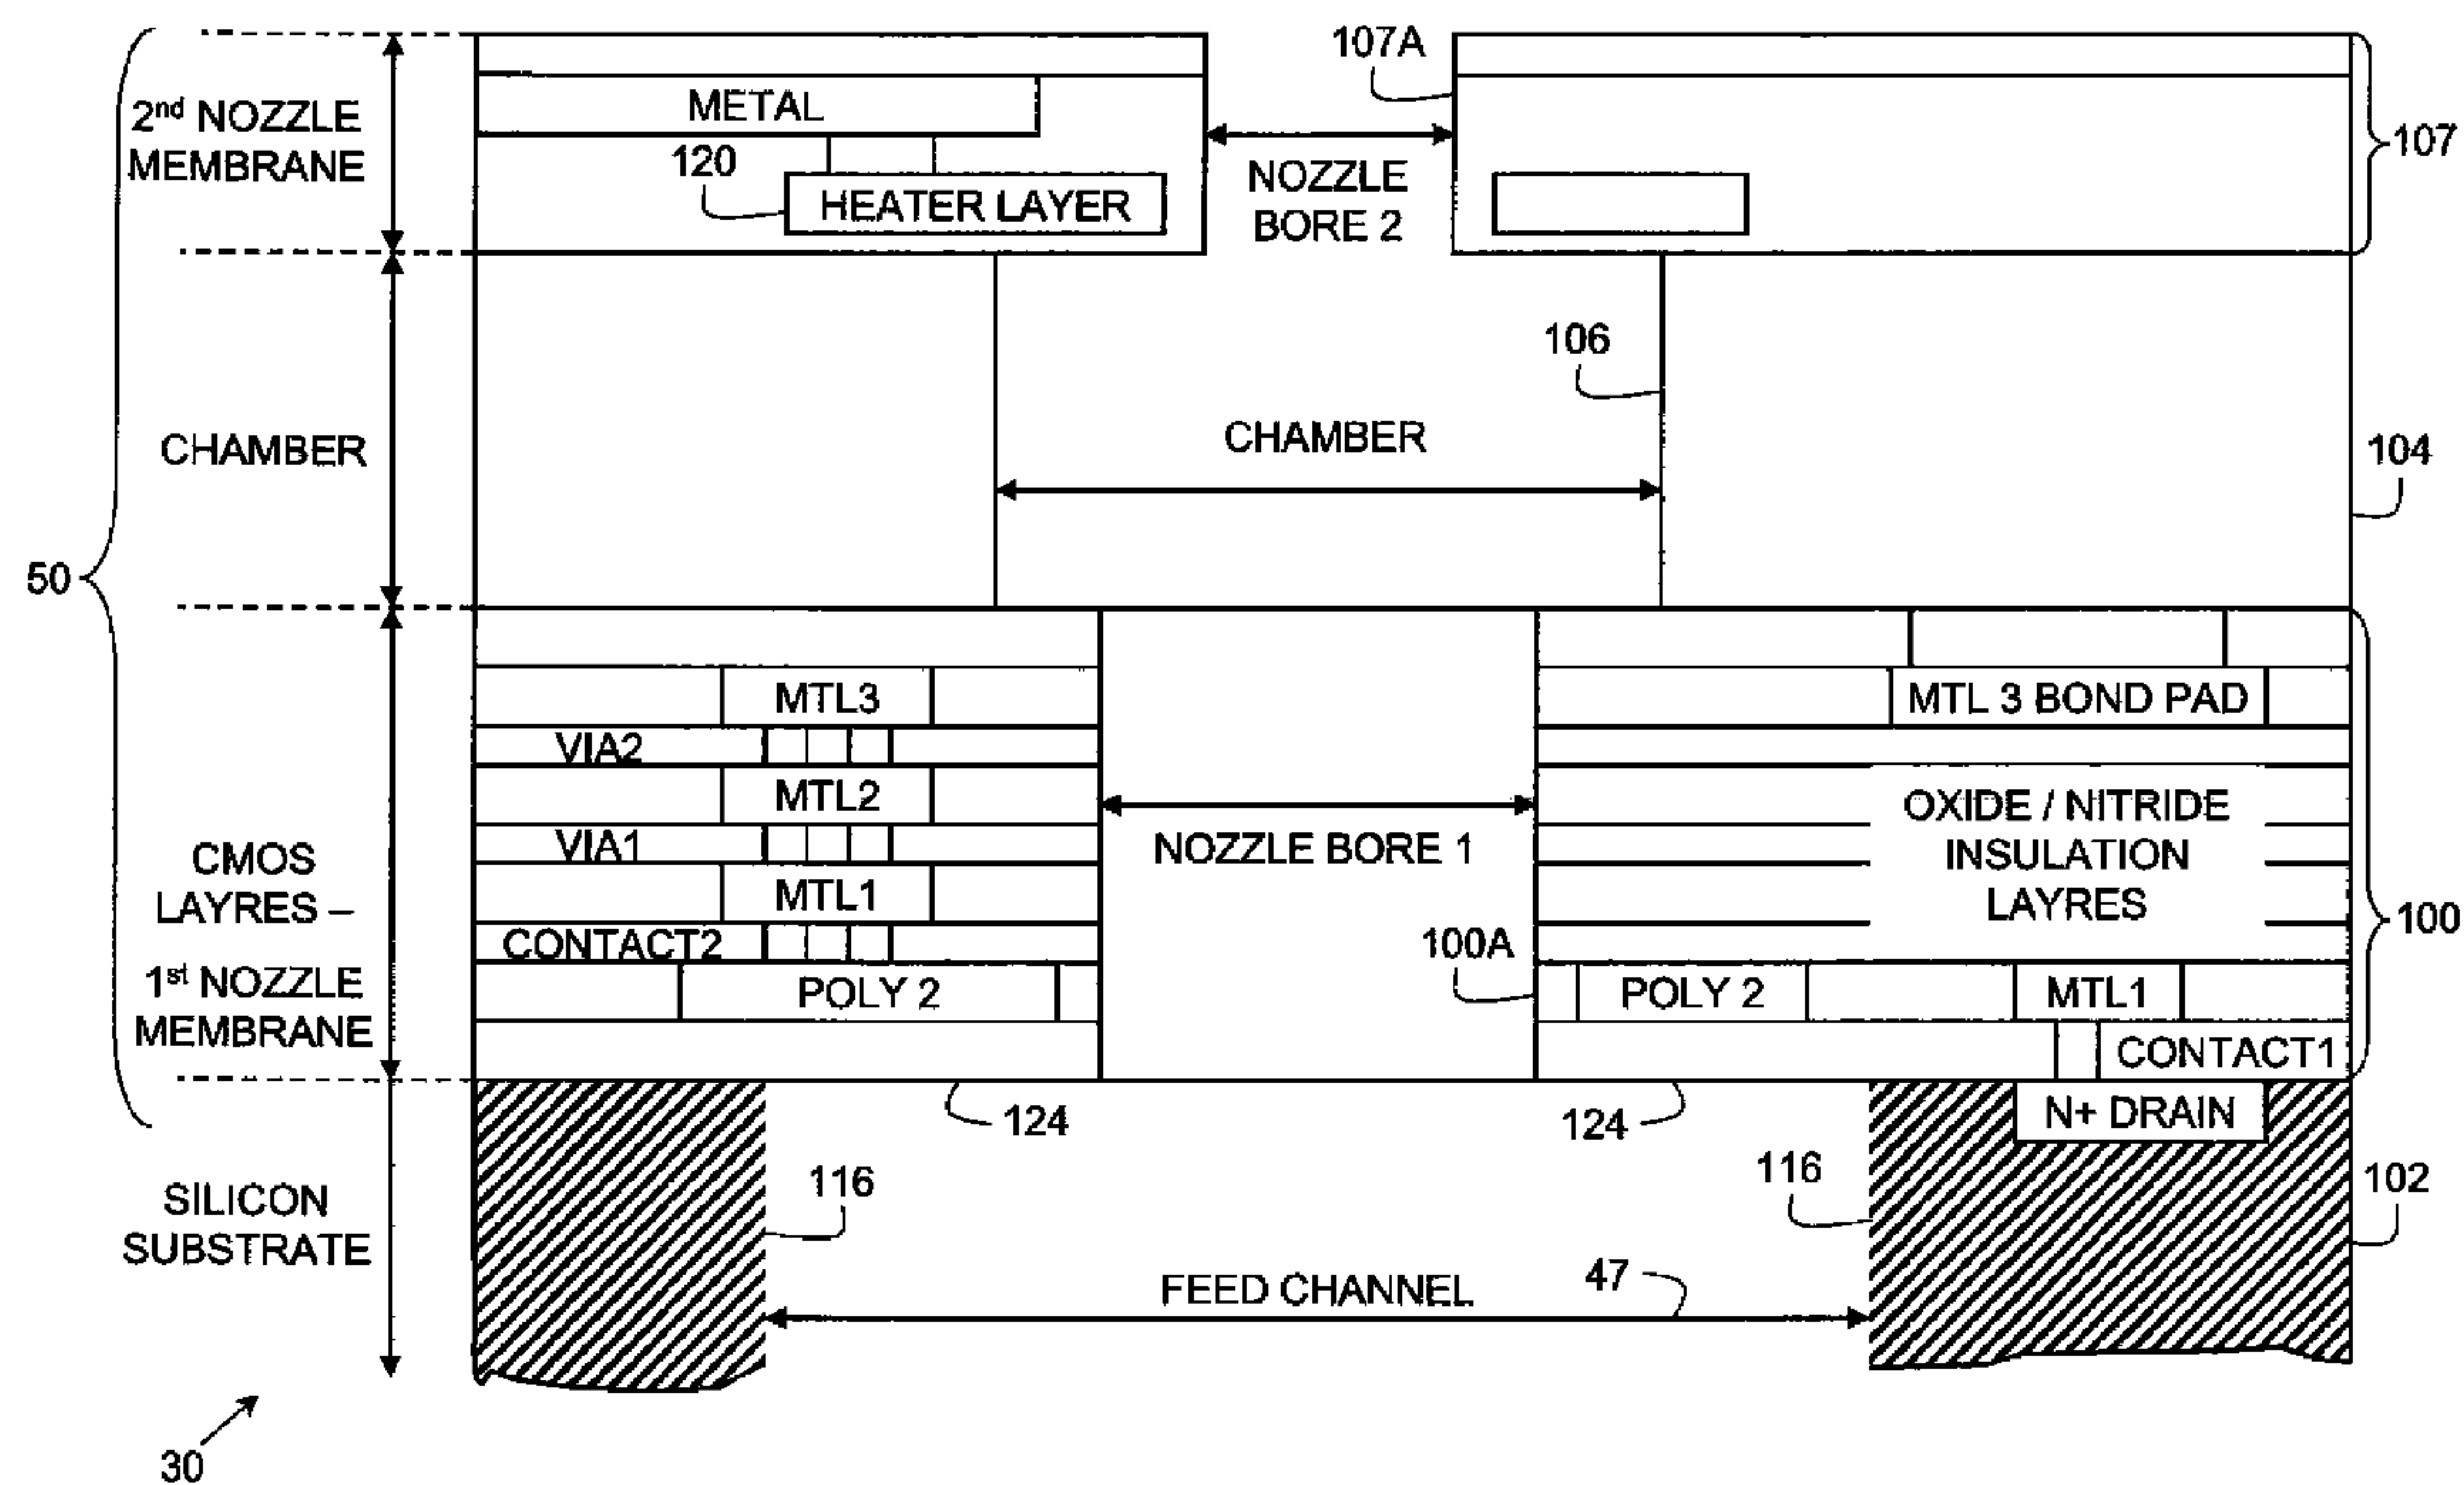 107A
2nd NOZZLE
MEMBRANE
METAL
120
HEATER LAYER
NOZZLE
BORE 2
107
106
CHAMBER
CHAMBER
104
50
MTL3
MTL 3 BOND PAD
VIA2
MTL2
OXIDE / NITRIDE
INSULATION
LAYRES
VIA1
NOZZLE BORE 1
CMOS
LAYRES –
1st NOZZLE
MEMBRANE
MTL1
100
CONTACT2
100A
POLY 2
POLY 2
MTL1
CONTACT1
124
124
N+ DRAIN
116
116
102
SILICON
SUBSTRATE
FEED CHANNEL
47
30